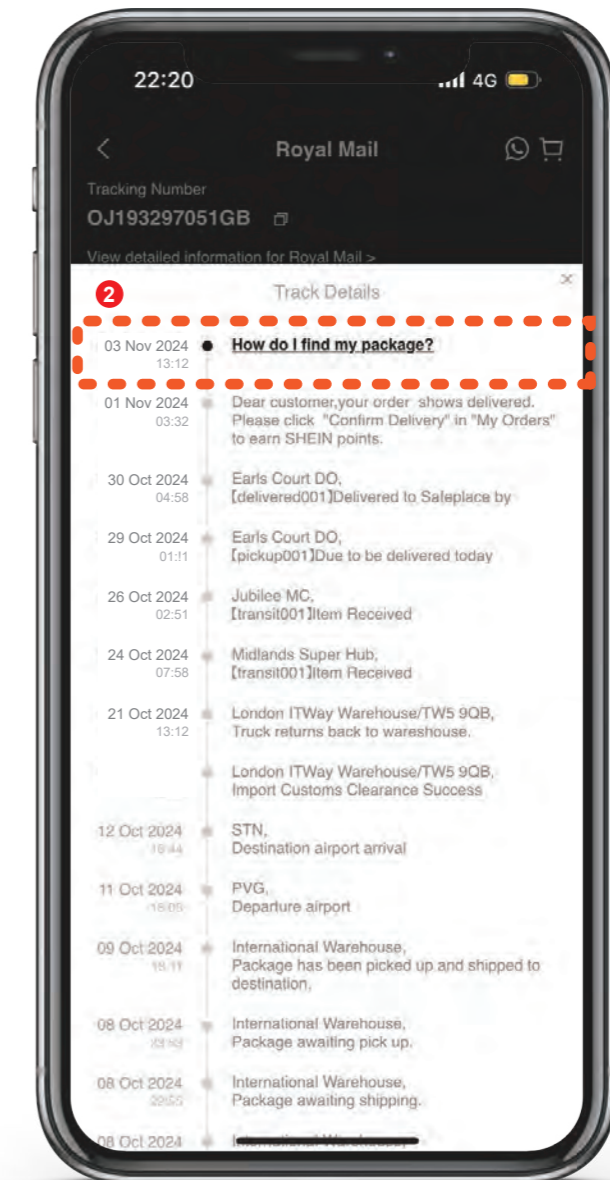 22:20
4G
Royal Mail
Tracking Number
OJ193297051GB
View detailed information for Royal Mail >
2
Track Details
×
03 Nov 2024
13:12
How do I find my package?
01 Nov 2024
03:32
Dear customer,your order shows delivered.
Please click "Confirm Delivery" in "My Orders"
to earn SHEIN points.
30 Oct 2024
04:58
Earls Court DO,
【delivered001】Delivered to Safeplace by
29 Oct 2024
01:11
Earls Court DO,
【pickup001】Due to be delivered today
26 Oct 2024
02:51
Jubilee MC,
【transit001】Item Received
24 Oct 2024
07:58
Midlands Super Hub,
【transit001】Item Received
21 Oct 2024
13:12
London ITWay Warehouse/TW5 9QB,
Truck returns back to wareshouse.
London ITWay Warehouse/TW5 9QB,
Import Customs Clearance Success
12 Oct 2024
STN,
Destination airport arrival
11 Oct 2024
PVG,
Departure airport
09 Oct 2024
International Warehouse,
Package has been picked up and shipped to
destination.
08 Oct 2024
International Warehouse,
Package awaiting pick up.
08 Oct 2024
International Warehouse,
Package awaiting shipping.
08 Oct 2024